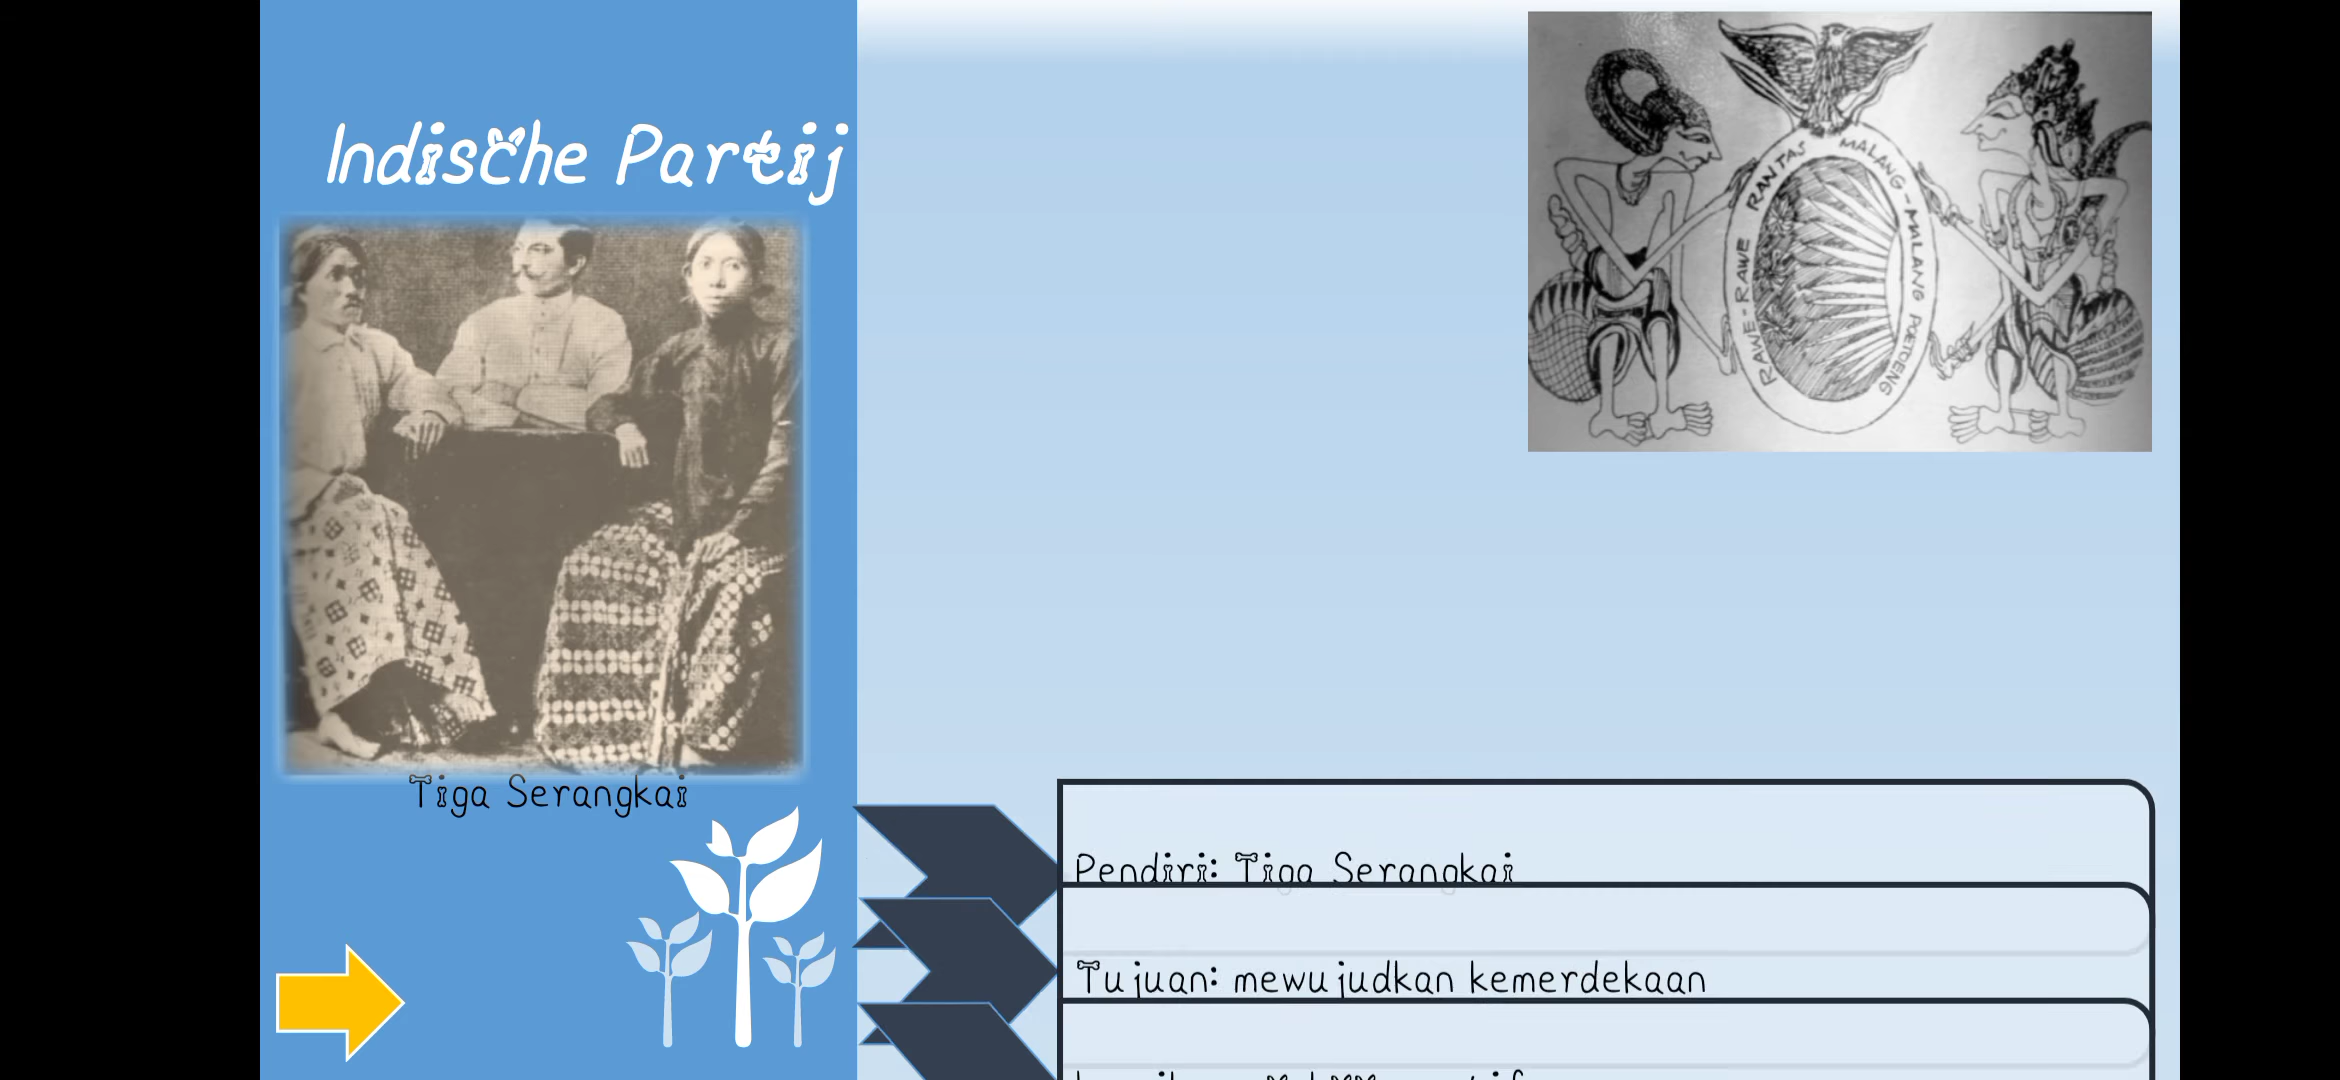 Indische Partij
Tiga Serangkai
RAWE-RAWE RANTAS MALANG-MALANG POETOENG
Pendiri: Tiga Serangkai
Tujuan: mewujudkan kemerdekaan